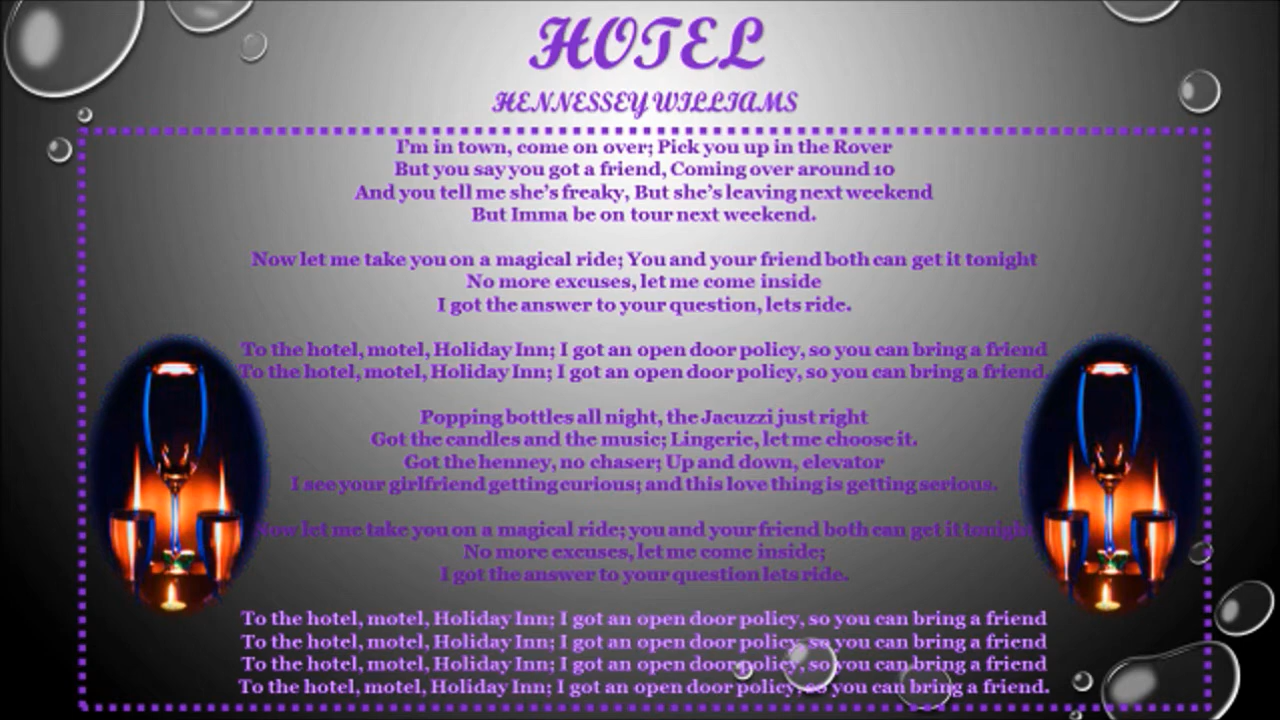 HOTEL
HENNESSEY WILLIAMS
I'm in town, come on over; Pick you up in the Rover
But you say you got a friend, Coming over around 10
And you tell me she's freaky, But she's leaving next weekend
But Imma be on tour next weekend.
Now let me take you on a magical ride; You and your friend both can get it tonight
No more excuses, let me come inside
I got the answer to your question, lets ride.
To the hotel, motel, Holiday Inn; I got an open door policy, so you can bring a friend
To the hotel, motel, Holiday Inn; I got an open door policy, so you can bring a friend.
Popping bottles all night, the Jacuzzi just right
Got the candles and the music; Lingerie, let me choose it.
Got the henney, no chaser; Up and down, elevator
I see your girlfriend getting curious; and this love thing is getting serious.
Now let me take you on a magical ride; you and your friend both can get it tonight
No more excuses, let me come inside;
I got the answer to your question lets ride.
To the hotel, motel, Holiday Inn; I got an open door policy, so you can bring a friend
To the hotel, motel, Holiday Inn; I got an open door policy, so you can bring a friend
To the hotel, motel, Holiday Inn; I got an open door policy, so you can bring a friend
To the hotel, motel, Holiday Inn; I got an open door policy, so you can bring a friend.